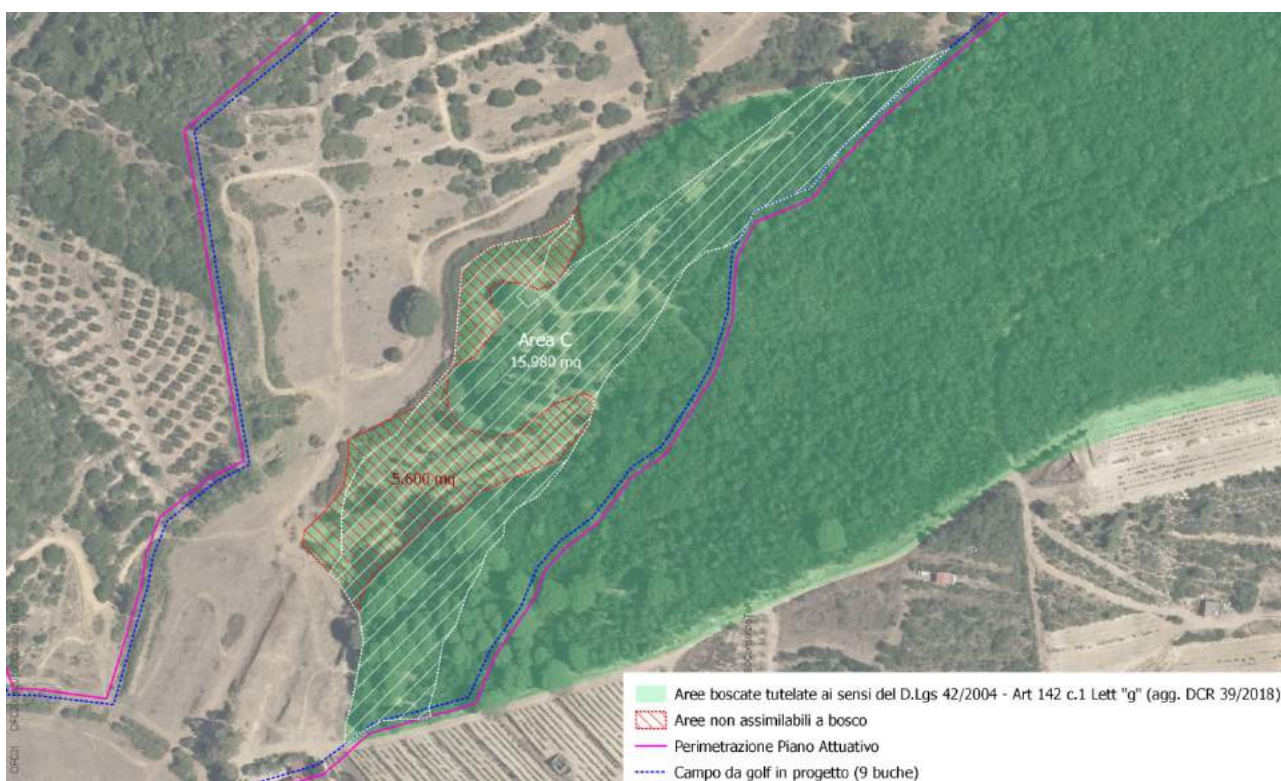 Area C
15.980 mq
5.600 mq
Aree boscate tutelate ai sensi del D.Lgs 42/2004 - Art 142 c.1 Lett "g" (agg. DCR 39/2018)
Aree non assimilabili a bosco
Perimetrazione Piano Attuativo
Campo da golf in progetto (9 buche)